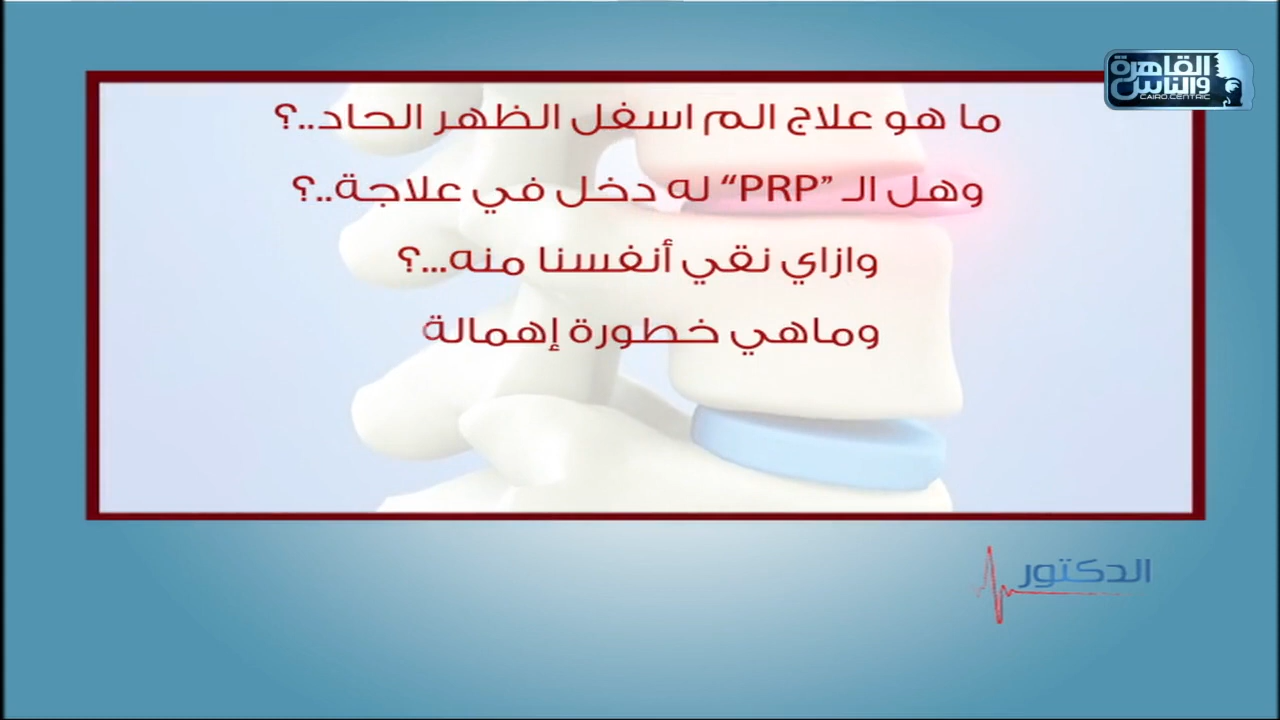 القاهرة
والناس
CAIRO.CENTRIC
ما هو علاج الم اسفل الظهر الحاد..؟
وهل الـ "PRP" له دخل في علاجة..؟
وازاي نقي أنفسنا منه...؟
وماهي خطورة إهمالة
الدكتور